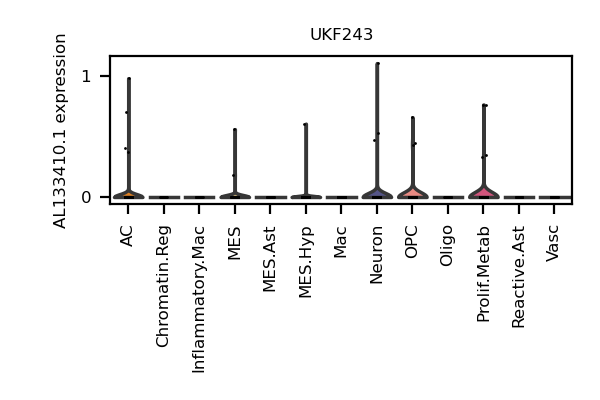 UKF243
AL133410.1 expression
1
0
AC
Chromatin.Reg
Inflammatory.Mac
MES
MES.Ast
MES.Hyp
Mac
Neuron
OPC
Oligo
Prolif.Metab
Reactive.Ast
Vasc